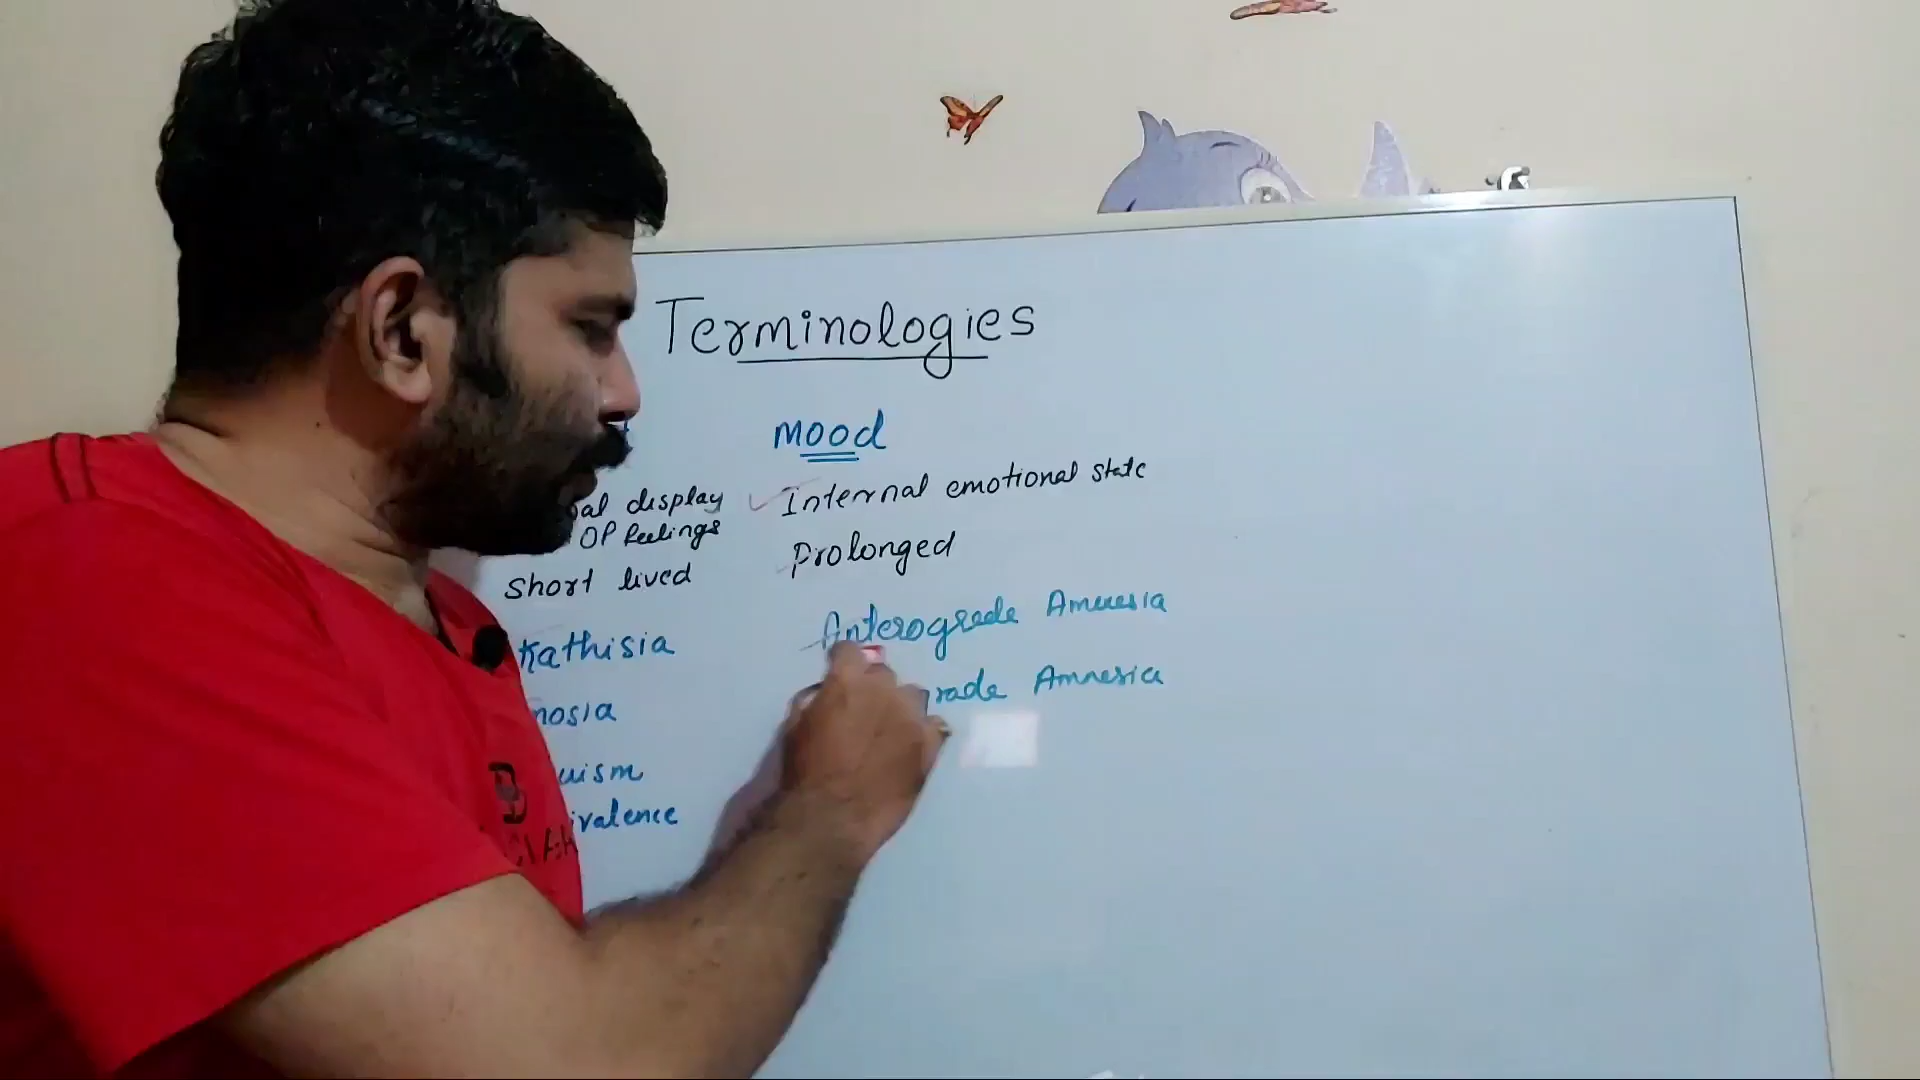 Terminologies
mood
al display
Of feelings
Short lived
Internal emotional state
Prolonged
kathisia
nosia
uism
ivalence
Anterograde Amnesia
rade Amnesia